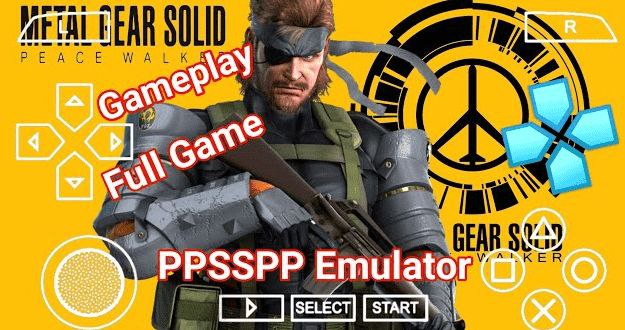 METAL GEAR SOLID
PEACE WALKER
L
R
Gameplay
Full Game
GEAR SOLID
WALKER
PPSSPP Emulator
SELECT
START